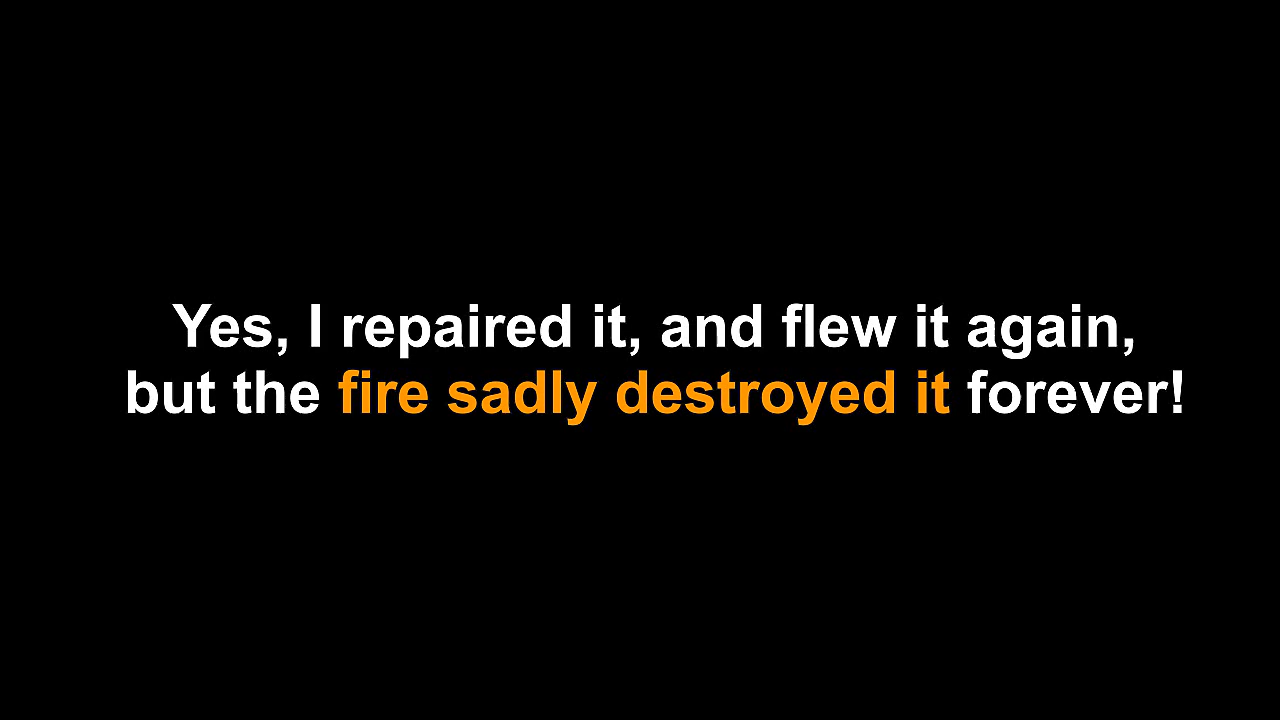 Yes, I repaired it, and flew it again,
but the fire sadly destroyed it forever!